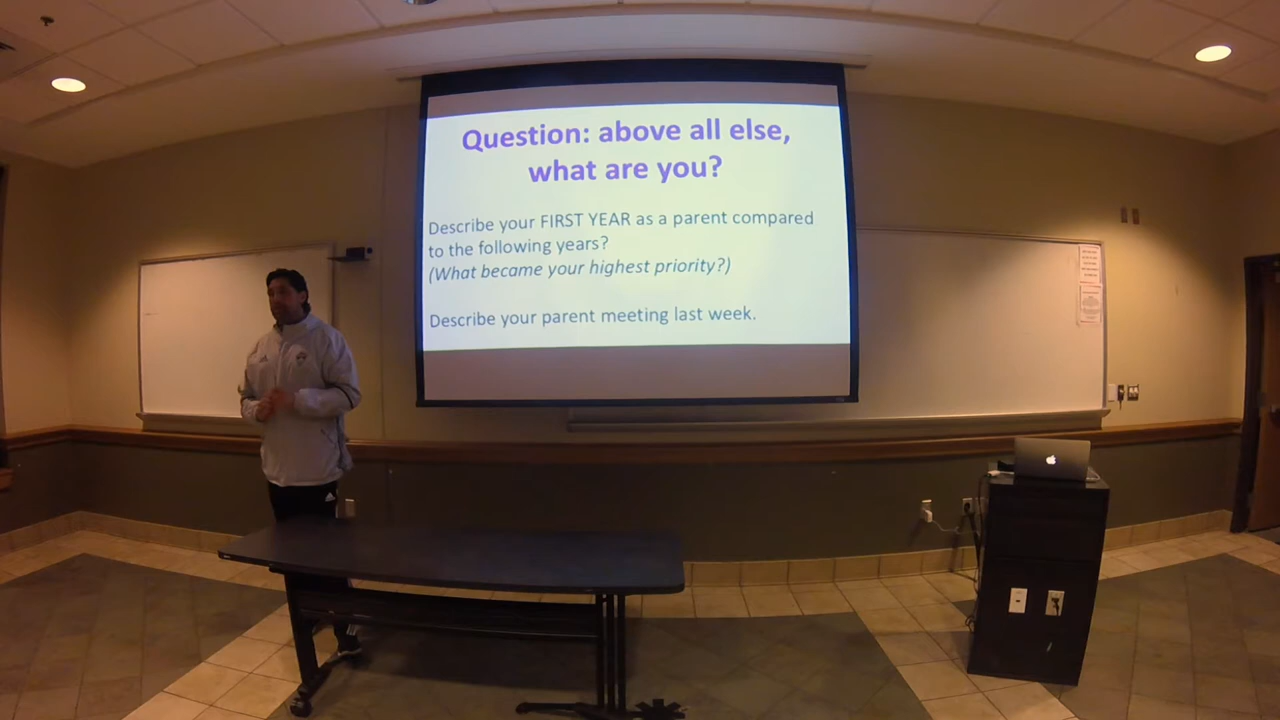 Question: above all else,
what are you?
Describe your FIRST YEAR as a parent compared
to the following years?
(What became your highest priority?)
Describe your parent meeting last week.